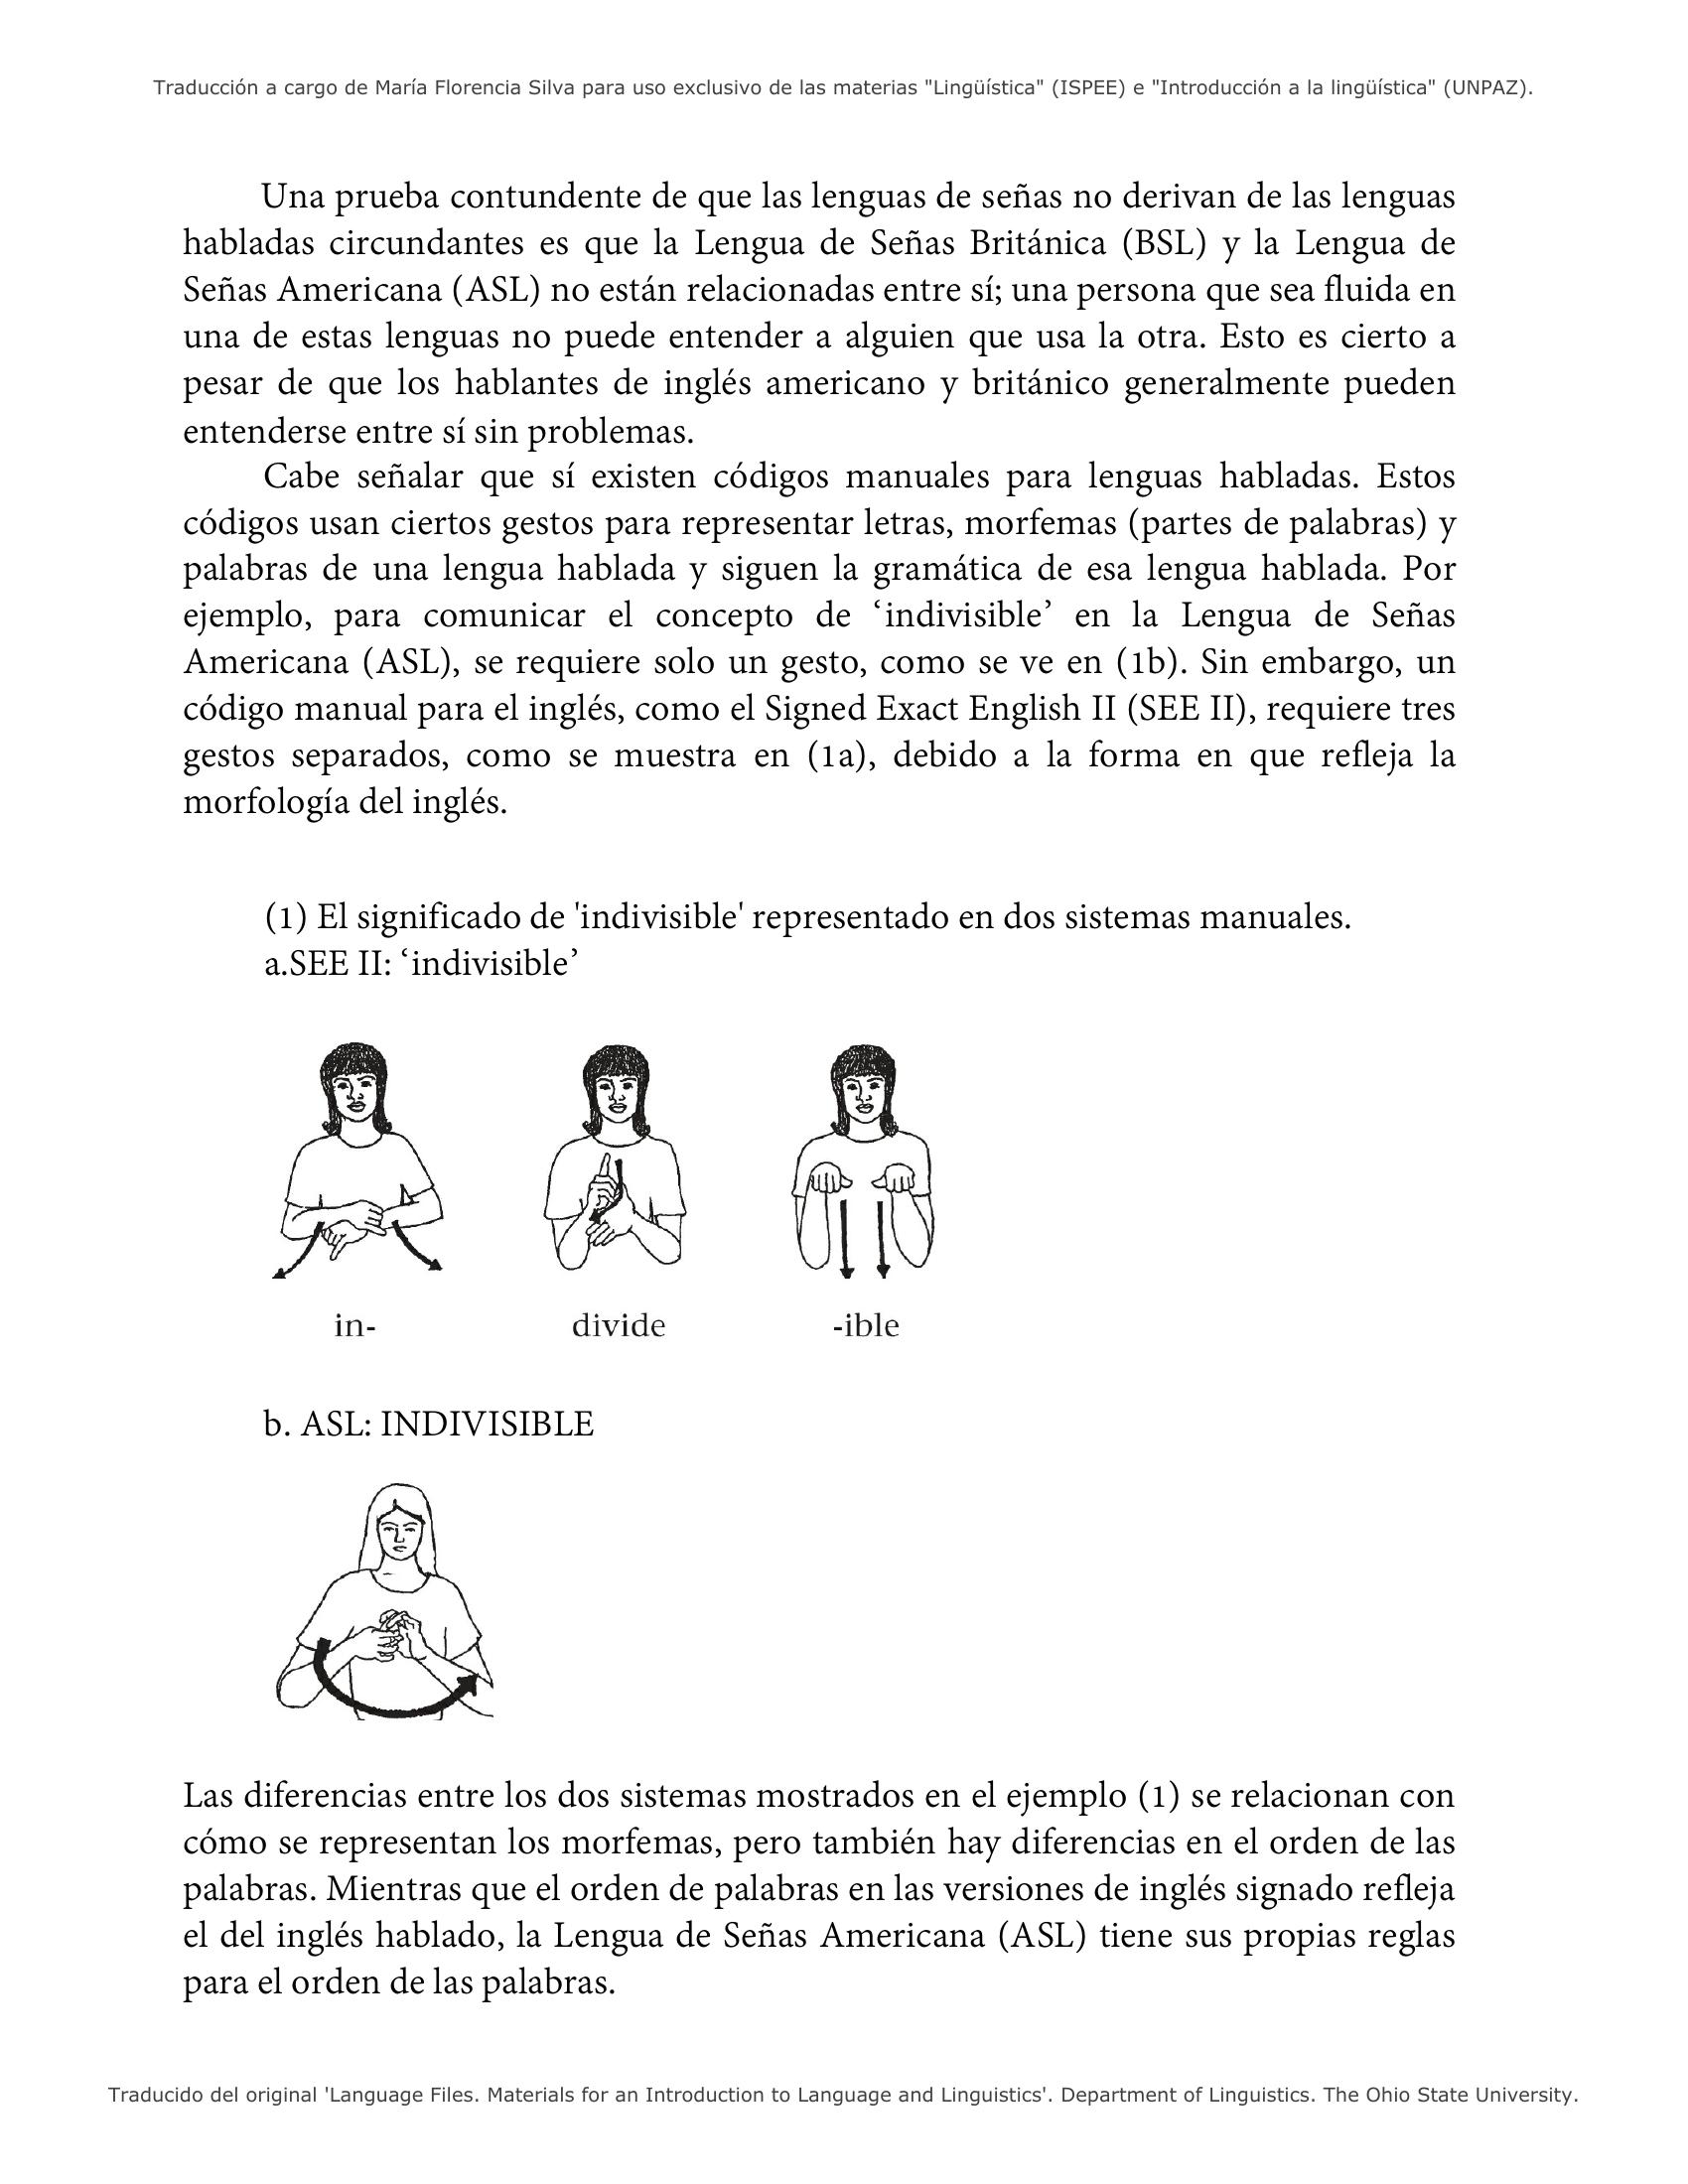 Traducción a cargo de María Florencia Silva para uso exclusivo de las materias "Lingüística" (ISPEE) e "Introducción a la lingüística" (UNPAZ).
Una prueba contundente de que las lenguas de señas no derivan de las lenguas
habladas circundantes es que la Lengua de Señas Británica (BSL) y la Lengua de
Señas Americana (ASL) no están relacionadas entre sí; una persona que sea fluida en
una de estas lenguas no puede entender a alguien que usa la otra. Esto es cierto a
pesar de que los hablantes de inglés americano y británico generalmente pueden
entenderse entre sí sin problemas.
Cabe señalar que sí existen códigos manuales para lenguas habladas. Estos
códigos usan ciertos gestos para representar letras, morfemas (partes de palabras) y
palabras de una lengua hablada y siguen la gramática de esa lengua hablada. Por
ejemplo, para comunicar el concepto de ‘indivisible’ en la Lengua de Señas
Americana (ASL), se requiere solo un gesto, como se ve en (1b). Sin embargo, un
código manual para el inglés, como el Signed Exact English II (SEE II), requiere tres
gestos separados, como se muestra en (1a), debido a la forma en que refleja la
morfología del inglés.
(1) El significado de 'indivisible' representado en dos sistemas manuales.
a.SEE II: ‘indivisible’
in- divide -ible
b. ASL: INDIVISIBLE
Las diferencias entre los dos sistemas mostrados en el ejemplo (1) se relacionan con
cómo se representan los morfemas, pero también hay diferencias en el orden de las
palabras. Mientras que el orden de palabras en las versiones de inglés signado refleja
el del inglés hablado, la Lengua de Señas Americana (ASL) tiene sus propias reglas
para el orden de las palabras.
Traducido del original 'Language Files. Materials for an Introduction to Language and Linguistics'. Department of Linguistics. The Ohio State University.